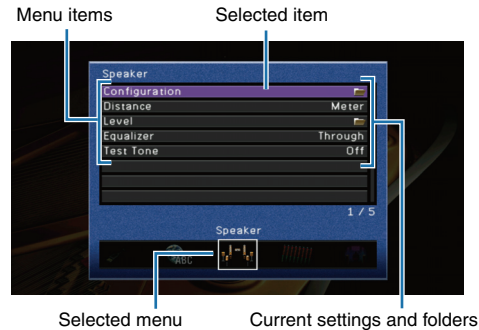 Menu items
Selected item
Speaker
Configuration
Distance Meter
Level
Equalizer Through
Test Tone Off
1 / 5
Speaker
ABC
Selected menu
Current settings and folders